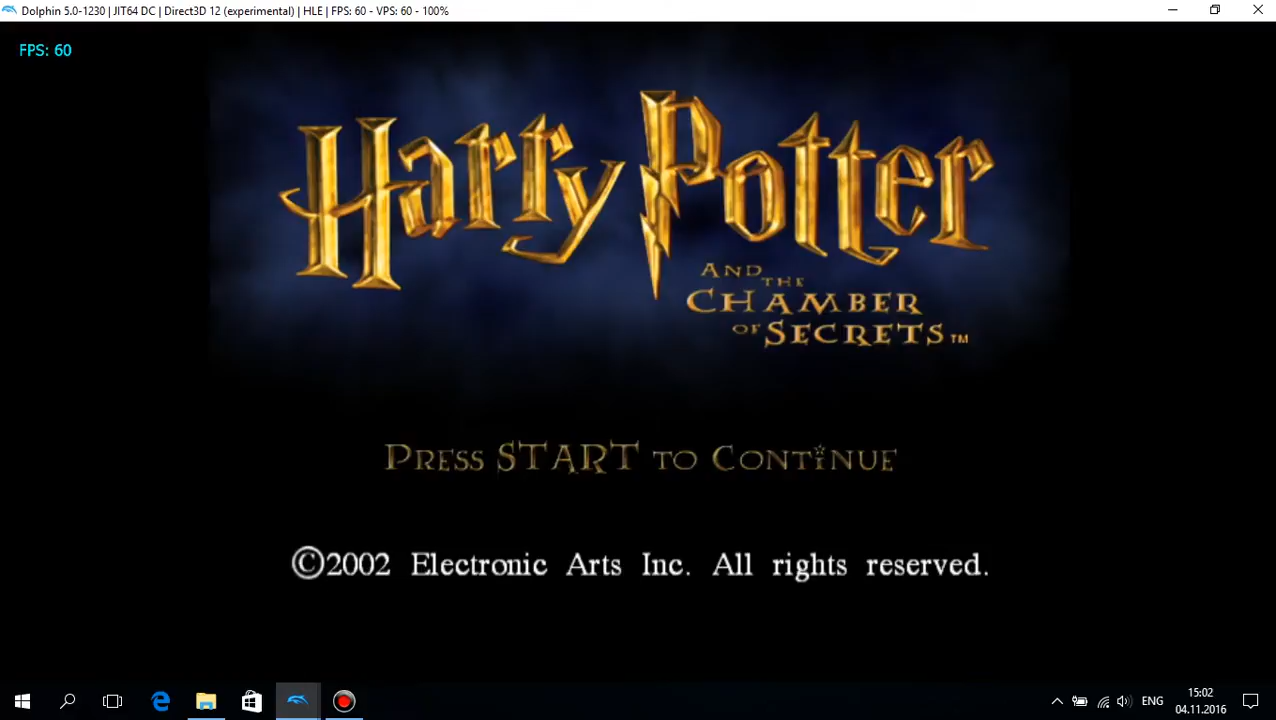 Dolphin 5.0-1230 | JIT64 DC | Direct3D 12 (experimental) | HLE | FPS: 60 - VPS: 60 - 100%
FPS: 60
Harry Potter
AND
THE
CHAMBER
OF SECRETS™
PRESS START TO CONTINUE
©2002 Electronic Arts Inc. All rights reserved.
ENG
15:02
04.11.2016